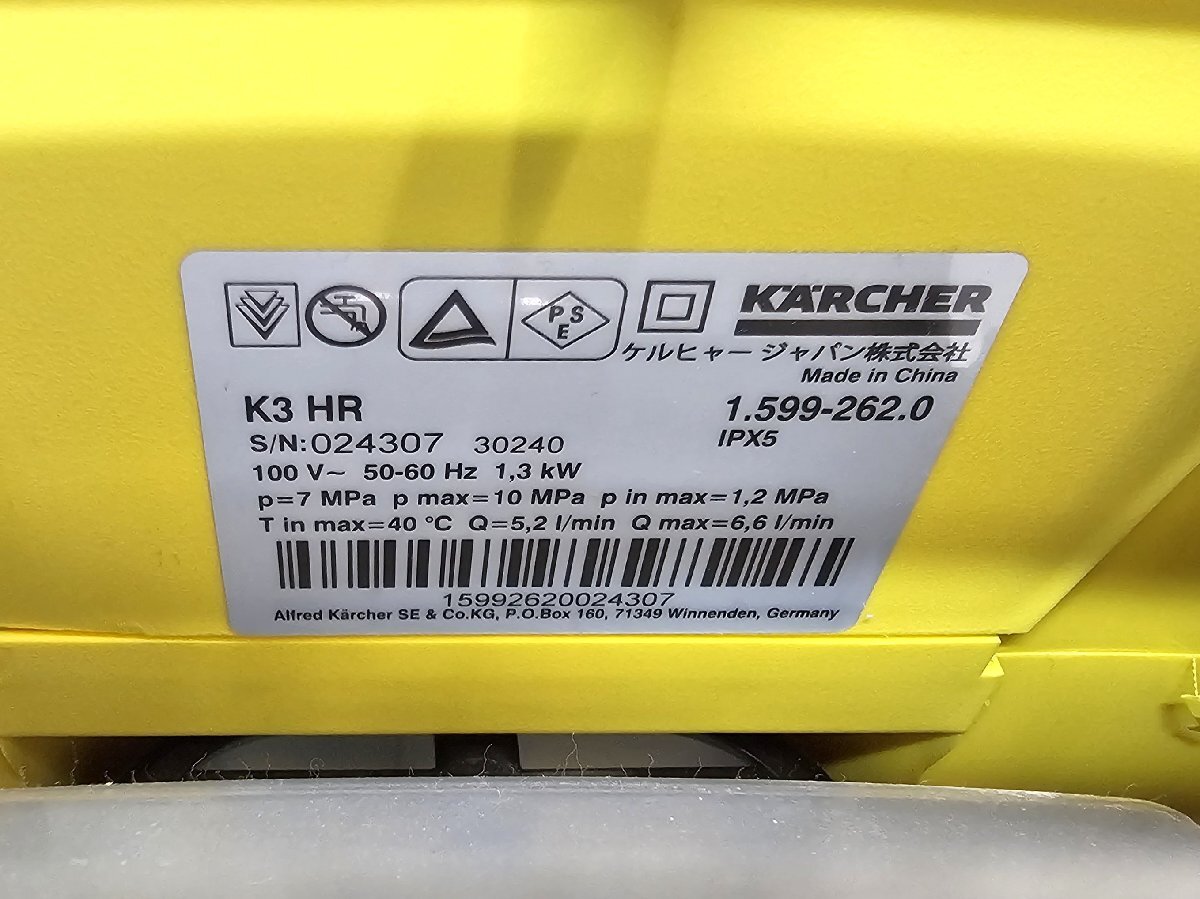 KÄRCHER
PSE
ケルヒャー ジャパン株式会社
Made in China
K3 HR
1.599-262.0
S/N: 024307 30240
IPX5
100 V~ 50-60 Hz 1,3 kW
p=7 MPa p max=10 MPa p in max=1,2 MPa
T in max=40 °C Q=5,2 l/min Q max=6,6 l/min
15992620024307
Alfred Kärcher SE & Co.KG, P.O.Box 160, 71349 Winnenden, Germany